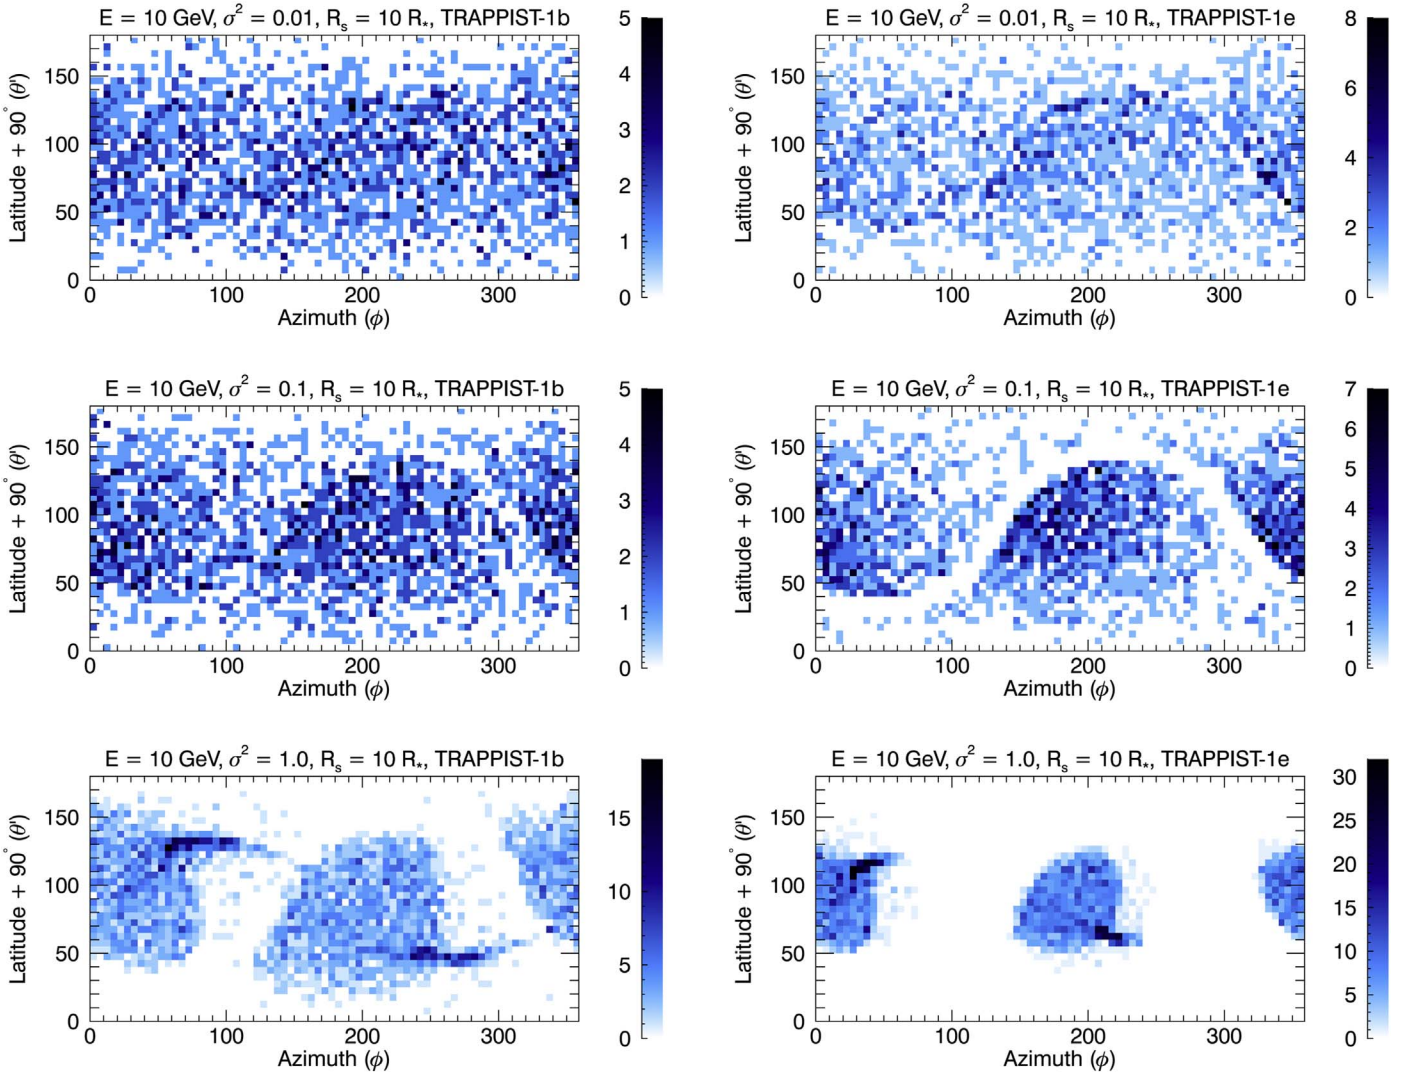 E = 10 GeV, σ² = 0.01, Rₛ = 10 R*, TRAPPIST-1b
Latitude + 90° (θ')
150
100
50
0
0 100 200 300
Azimuth (ϕ)
5
4
3
2
1
0
E = 10 GeV, σ² = 0.01, Rₛ = 10 R*, TRAPPIST-1e
Latitude + 90° (θ')
150
100
50
0
0 100 200 300
Azimuth (ϕ)
8
6
4
2
0
E = 10 GeV, σ² = 0.1, Rₛ = 10 R*, TRAPPIST-1b
Latitude + 90° (θ')
150
100
50
0
0 100 200 300
Azimuth (ϕ)
5
4
3
2
1
0
E = 10 GeV, σ² = 0.1, Rₛ = 10 R*, TRAPPIST-1e
Latitude + 90° (θ')
150
100
50
0
0 100 200 300
Azimuth (ϕ)
7
6
5
4
3
2
1
0
E = 10 GeV, σ² = 1.0, Rₛ = 10 R*, TRAPPIST-1b
Latitude + 90° (θ')
150
100
50
0
0 100 200 300
Azimuth (ϕ)
15
10
5
0
E = 10 GeV, σ² = 1.0, Rₛ = 10 R*, TRAPPIST-1e
Latitude + 90° (θ')
150
100
50
0
0 100 200 300
Azimuth (ϕ)
30
25
20
15
10
5
0